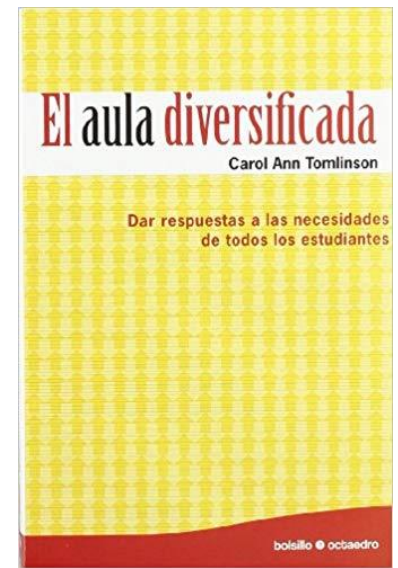 El aula diversificada
Carol Ann Tomlinson
Dar respuestas a las necesidades
de todos los estudiantes
bolsillo octaedro